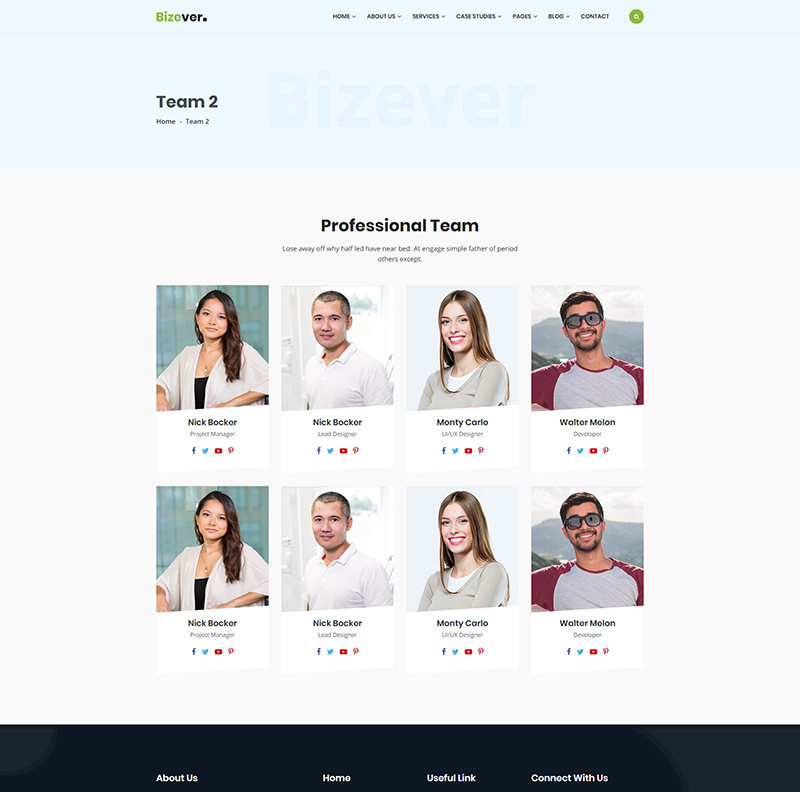 Bizever.
HOME ABOUT US SERVICES CASE STUDIES PAGES BLOG CONTACT
Bizever
Team 2
Home - Team 2
Professional Team
Lose away off why half led have near bed. At engage simple father of period
others except.
Nick Bocker Nick Bocker Monty Carlo Walter Melon
Project Manager Lead Designer UI/UX Designer Developer
Nick Bocker Nick Bocker Monty Carlo Walter Melon
Project Manager Lead Designer UI/UX Designer Developer
About Us Home Useful Link Connect With Us